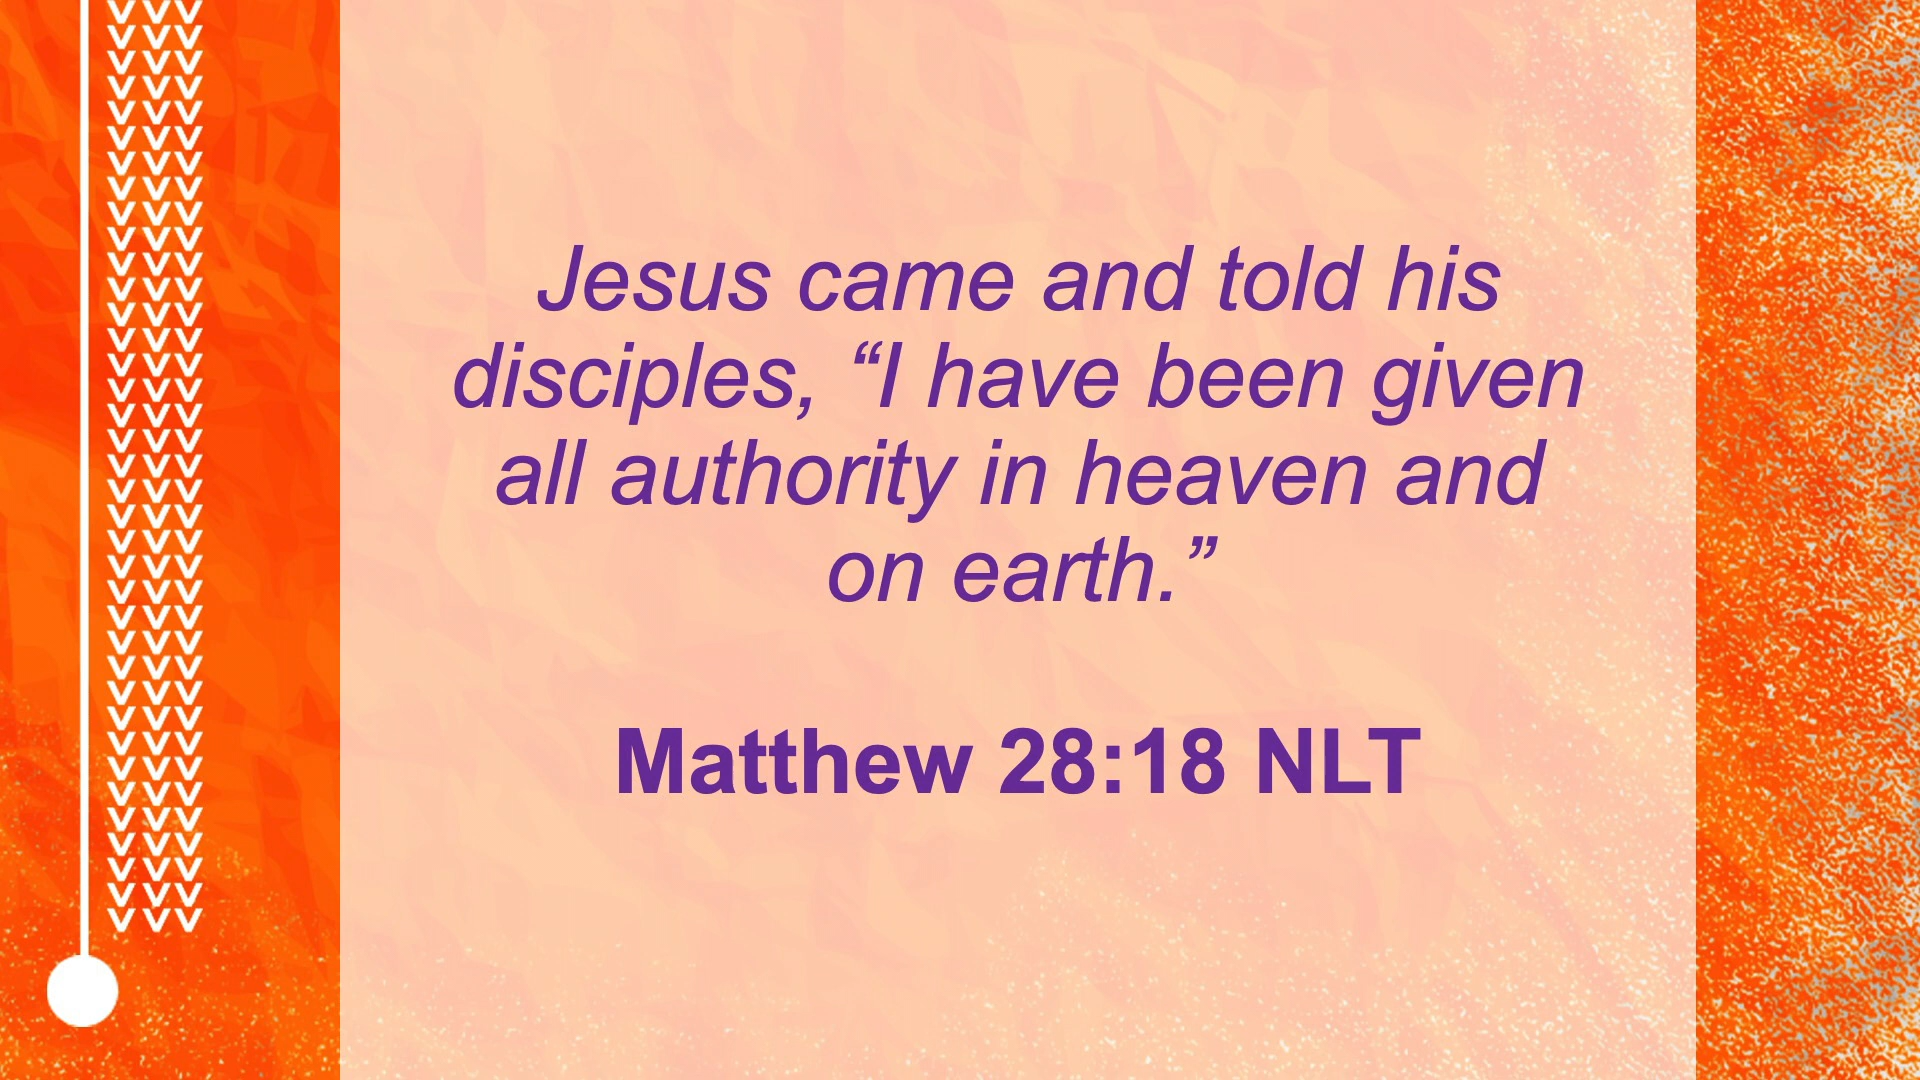 Jesus came and told his
disciples, “I have been given
all authority in heaven and
on earth.”
Matthew 28:18 NLT